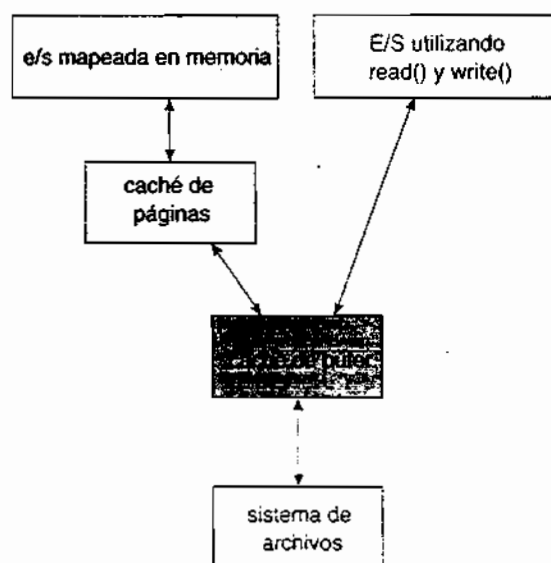 e/s mapeada en memoria
E/S utilizando
read() y write()
caché de
páginas
sistema de
archivos